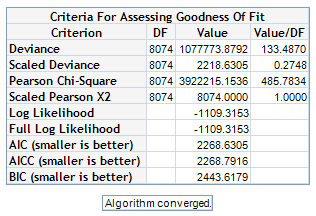 Criteria For Assessing Goodness Of Fit
Criterion DF Value Value/DF
Deviance 8074 1077773.8792 133.4870
Scaled Deviance 8074 2218.6305 0.2748
Pearson Chi-Square 8074 3922215.1536 485.7834
Scaled Pearson X2 8074 8074.0000 1.0000
Log Likelihood -1109.3153
Full Log Likelihood -1109.3153
AIC (smaller is better) 2268.6305
AICC (smaller is better) 2268.7916
BIC (smaller is better) 2443.6179
Algorithm converged.